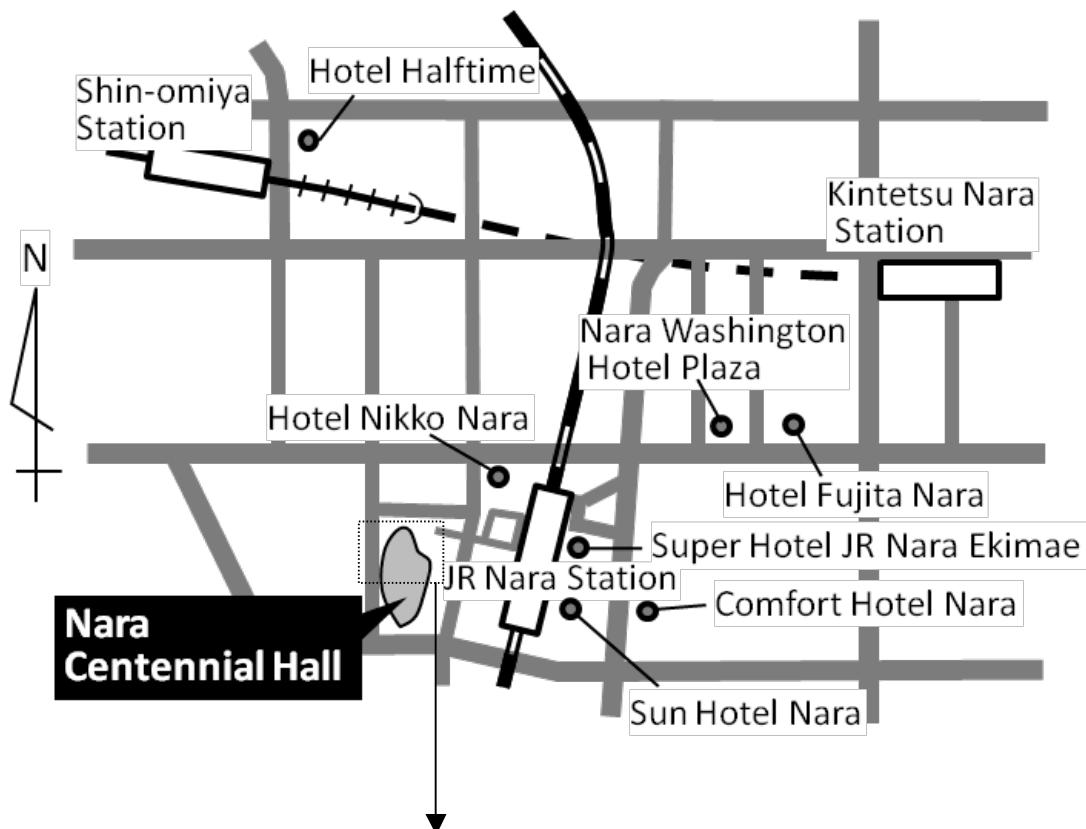 Hotel Halftime
Shin-omiya
Station
Kintetsu Nara
Station
N
Nara Washington
Hotel Plaza
Hotel Nikko Nara
Hotel Fujita Nara
Super Hotel JR Nara Ekimae
JR Nara Station
Comfort Hotel Nara
Nara
Centennial Hall
Sun Hotel Nara